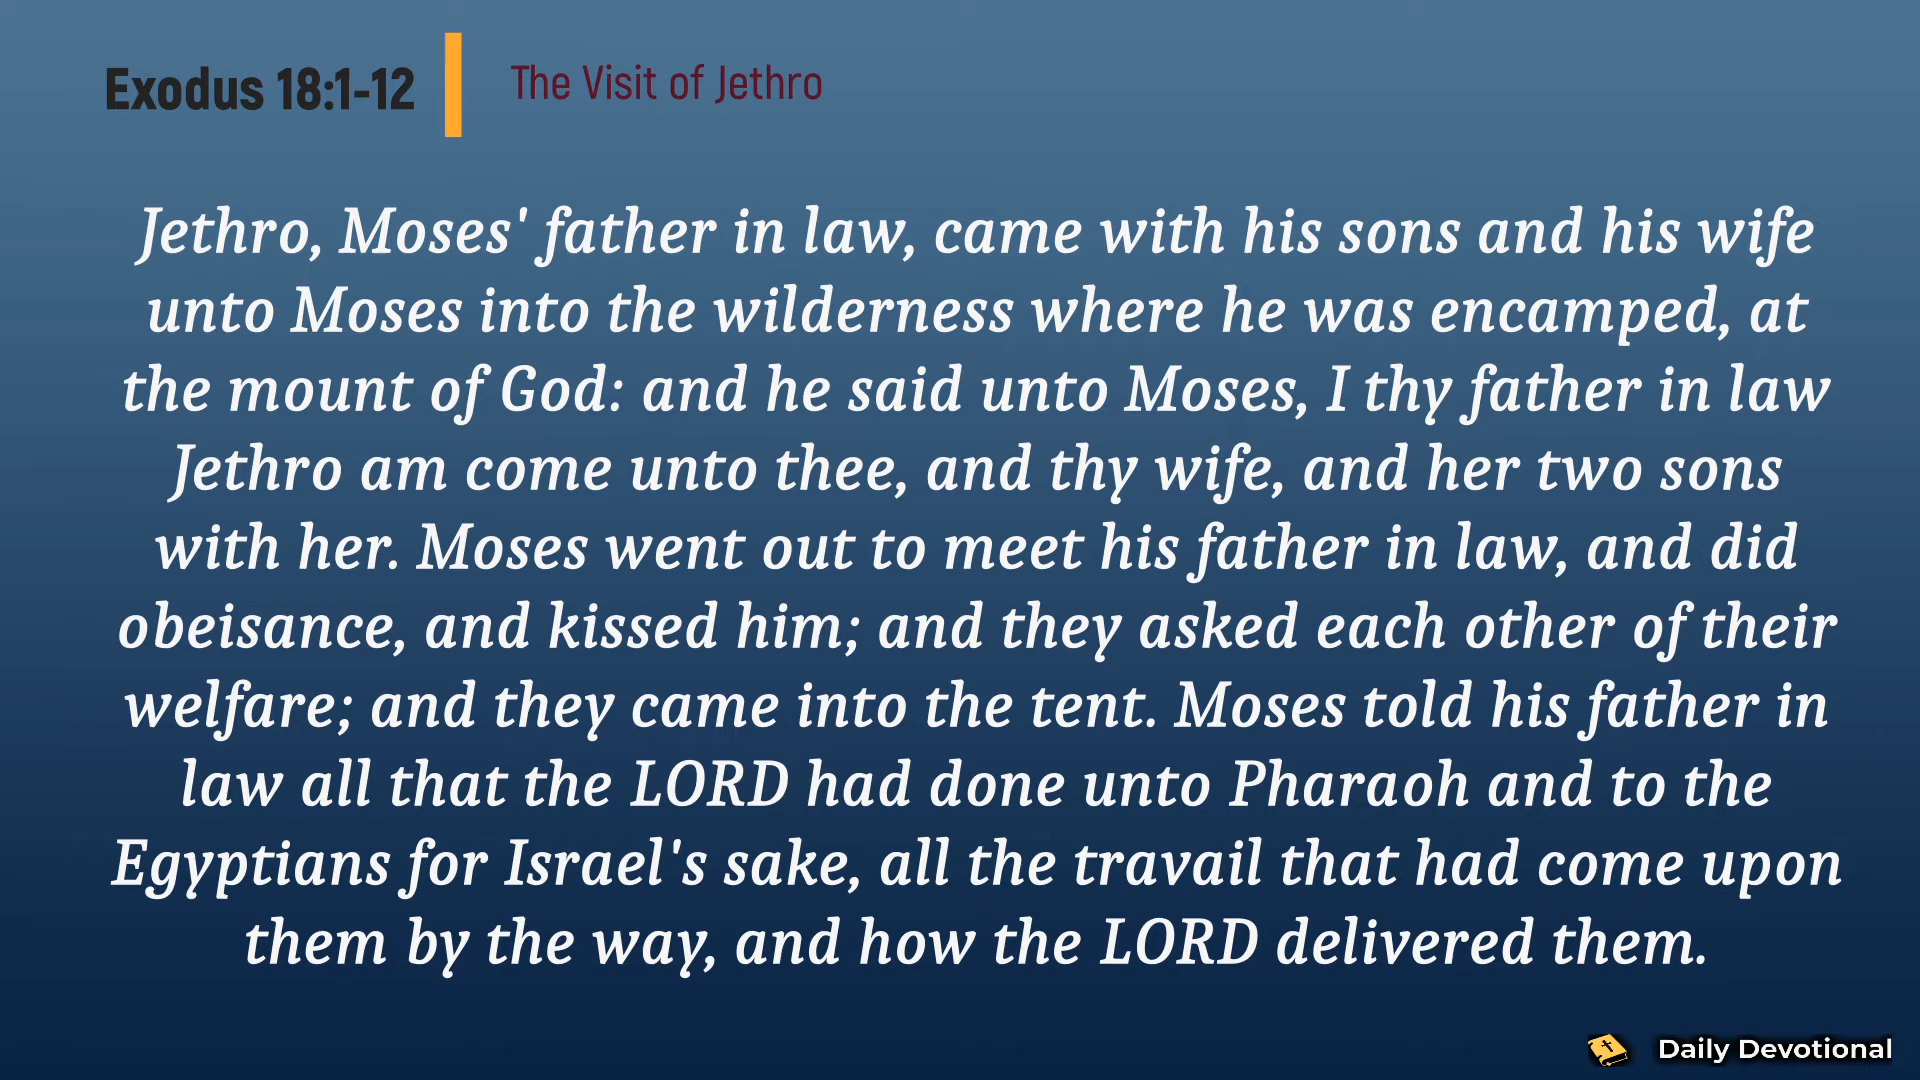 Exodus 18:1-12
The Visit of Jethro
Jethro, Moses' father in law, came with his sons and his wife
unto Moses into the wilderness where he was encamped, at
the mount of God: and he said unto Moses, I thy father in law
Jethro am come unto thee, and thy wife, and her two sons
with her. Moses went out to meet his father in law, and did
obeisance, and kissed him; and they asked each other of their
welfare; and they came into the tent. Moses told his father in
law all that the LORD had done unto Pharaoh and to the
Egyptians for Israel's sake, all the travail that had come upon
them by the way, and how the LORD delivered them.
Daily Devotional